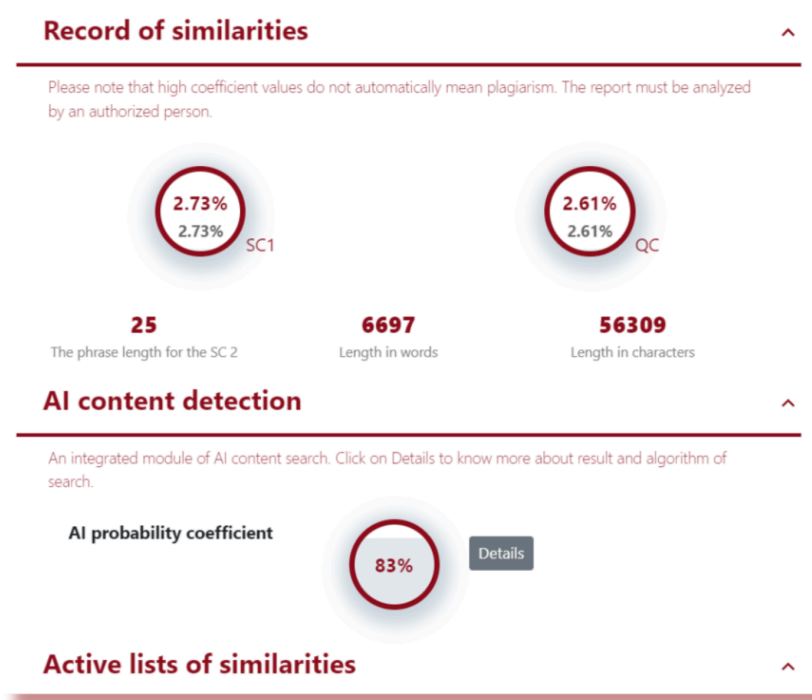 Record of similarities
Please note that high coefficient values do not automatically mean plagiarism. The report must be analyzed
by an authorized person.
2.73%
2.73%
SC1
2.61%
2.61%
QC
25
The phrase length for the SC 2
6697
Length in words
56309
Length in characters
AI content detection
An integrated module of AI content search. Click on Details to know more about result and algorithm of
search.
AI probability coefficient
83%
Details
Active lists of similarities